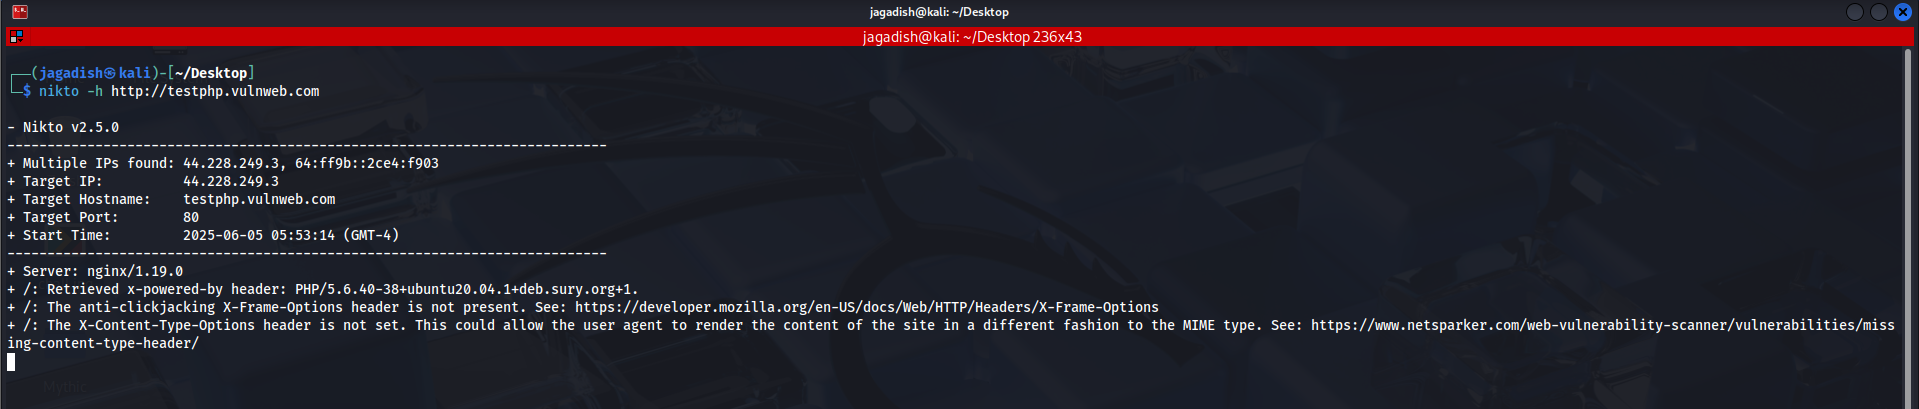 jagadish@kali: ~/Desktop
jagadish@kali: ~/Desktop 236x43
┌──(jagadish㉿kali)-[~/Desktop]
└─$ nikto -h http://testphp.vulnweb.com
- Nikto v2.5.0
---------------------------------------------------------------------------
+ Multiple IPs found: 44.228.249.3, 64:ff9b::2ce4:f903
+ Target IP:          44.228.249.3
+ Target Hostname:    testphp.vulnweb.com
+ Target Port:        80
+ Start Time:         2025-06-05 05:53:14 (GMT-4)
---------------------------------------------------------------------------
+ Server: nginx/1.19.0
+ /: Retrieved x-powered-by header: PHP/5.6.40-38+ubuntu20.04.1+deb.sury.org+1.
+ /: The anti-clickjacking X-Frame-Options header is not present. See: https://developer.mozilla.org/en-US/docs/Web/HTTP/Headers/X-Frame-Options
+ /: The X-Content-Type-Options header is not set. This could allow the user agent to render the content of the site in a different fashion to the MIME type. See: https://www.netsparker.com/web-vulnerability-scanner/vulnerabilities/miss
ing-content-type-header/
Mythic